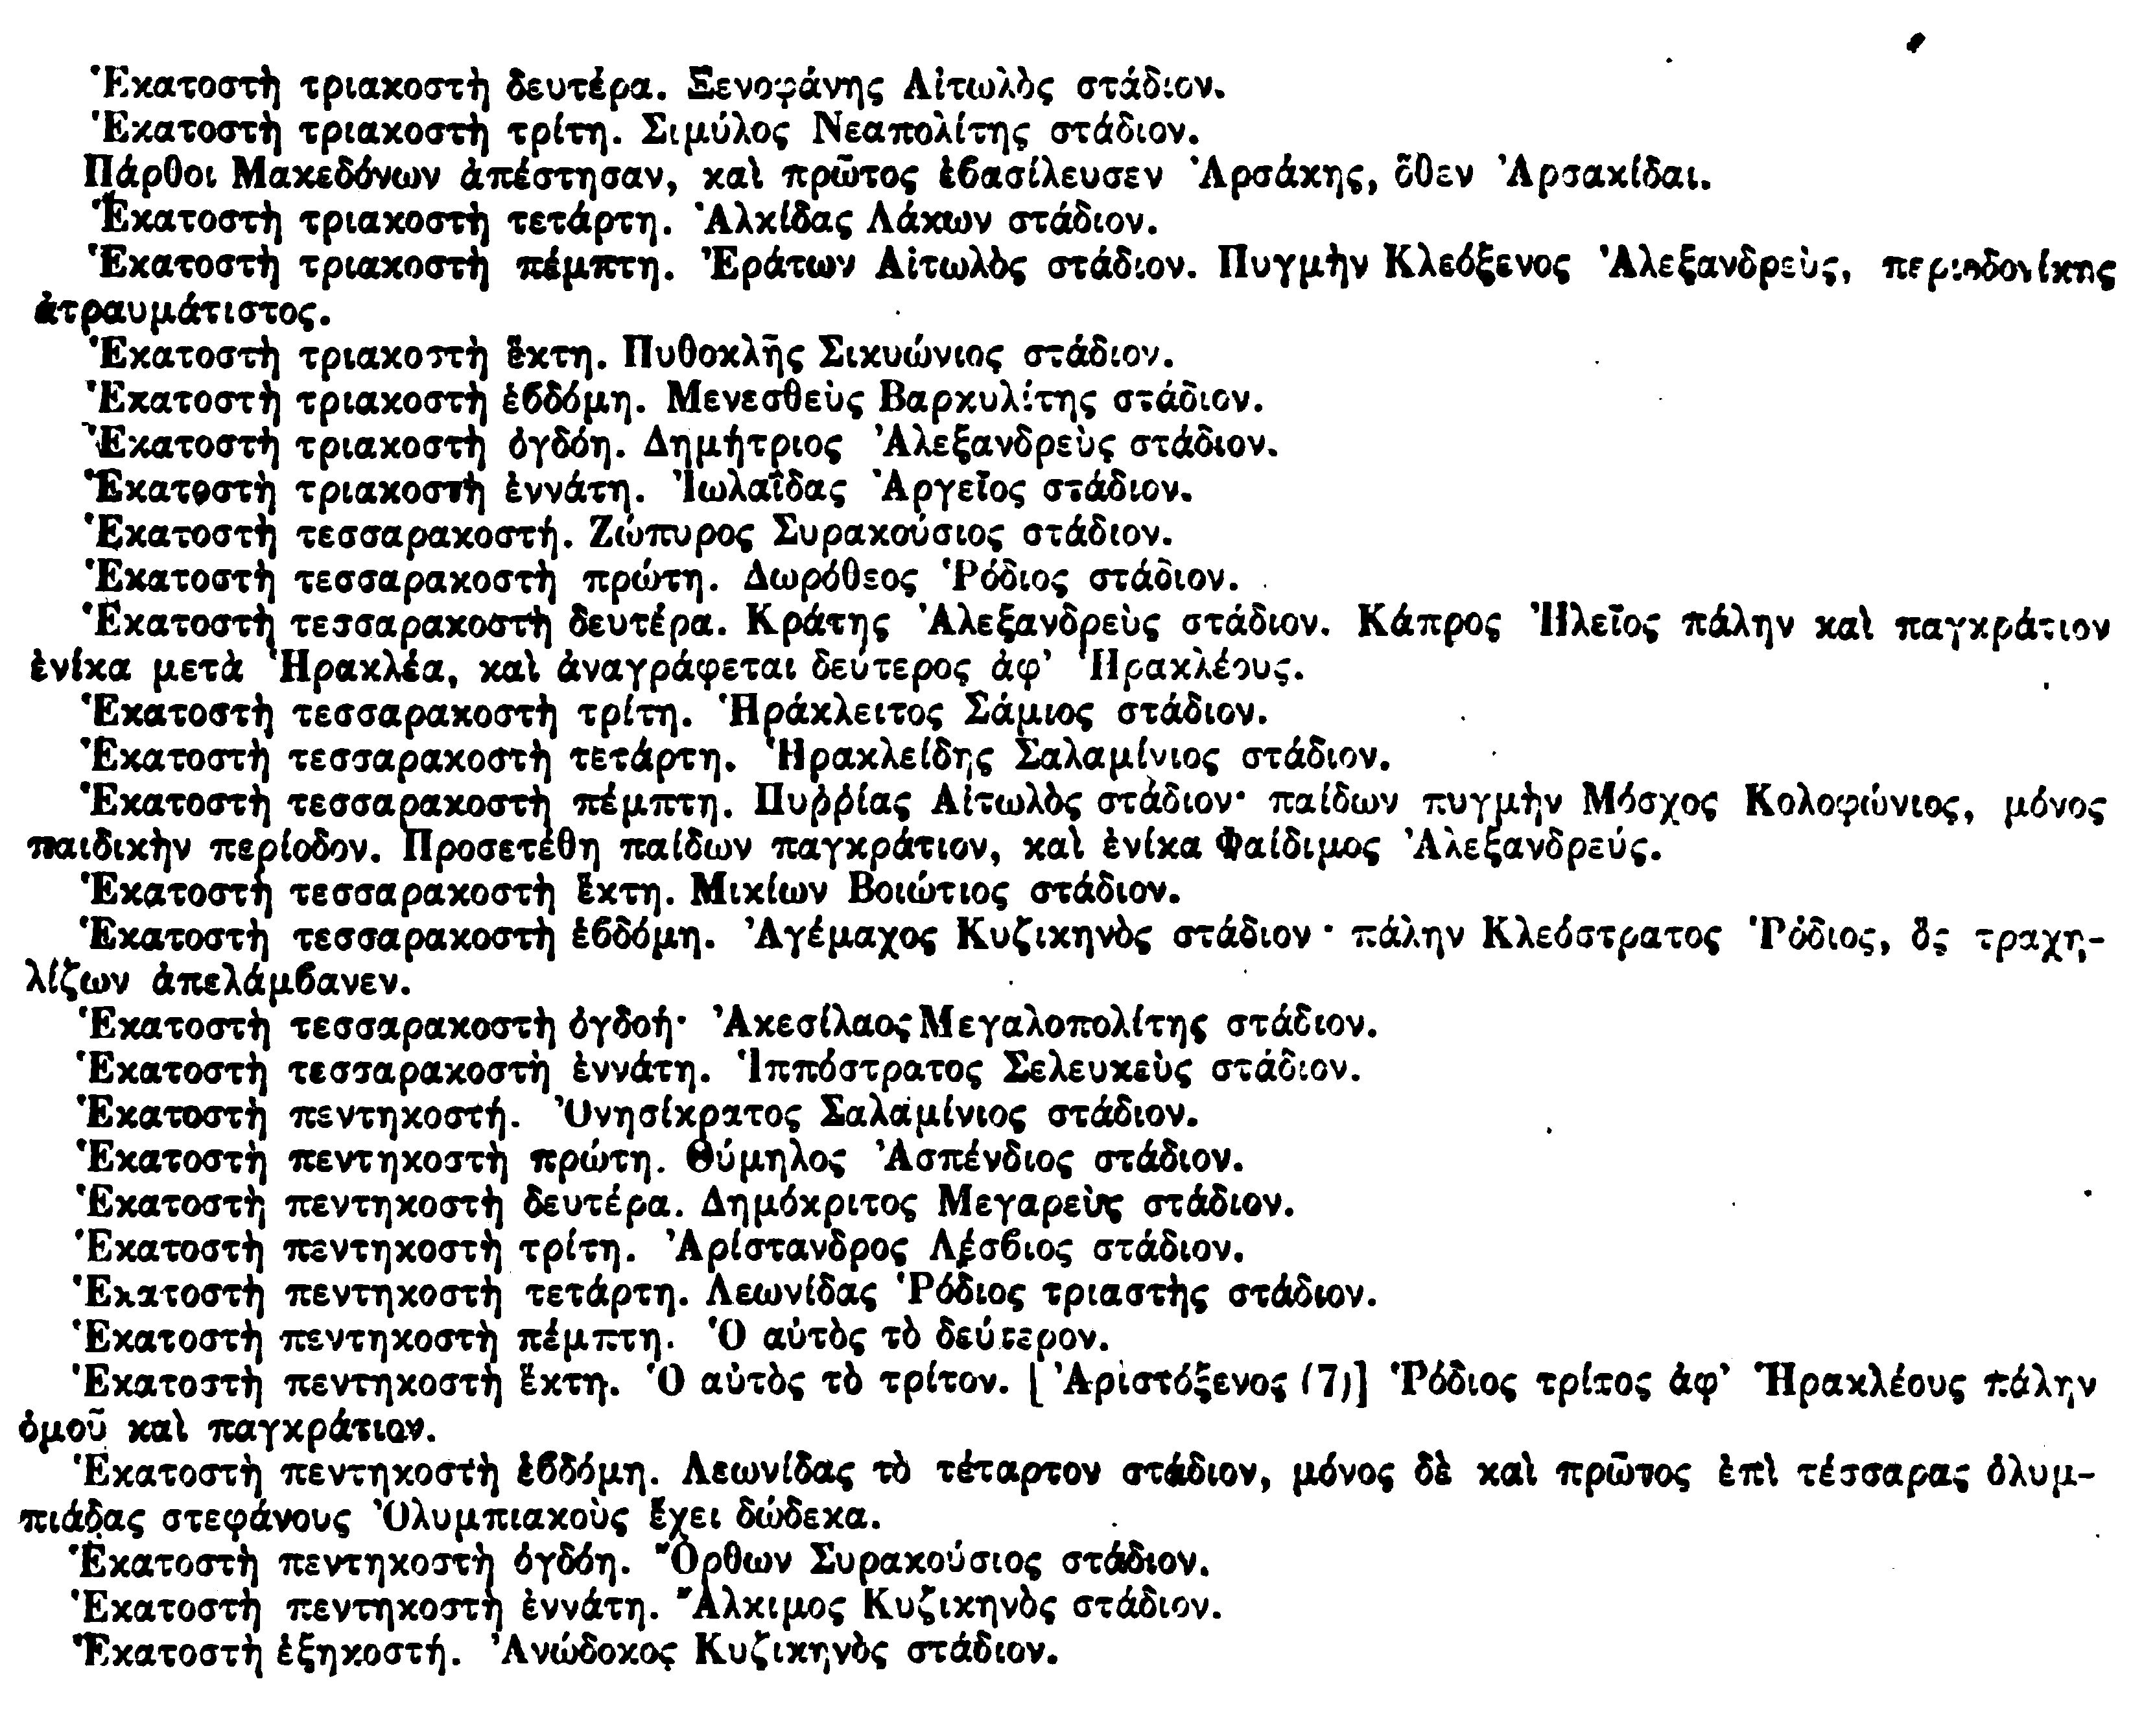 Ἑκατοστὴ τριακοστὴ δευτέρα. Ξενοφάνης Αἰτωλὸς στάδιον.
Ἑκατοστὴ τριακοστὴ τρίτη. Σιμύλος Νεαπολίτης στάδιον.
Πάρθοι Μακεδόνων ἀπέστησαν, καὶ πρῶτος ἐϐασίλευσεν Ἀρσάκης, ὅθεν Ἀρσακίδαι.
Ἑκατοστὴ τριακοστὴ τετάρτη. Ἀλκίδας Λάκων στάδιον.
Ἑκατοστὴ τριακοστὴ πέμπτη. Ἐράτων Αἰτωλὸς στάδιον. Πυγμὴν Κλεόξενος Ἀλεξανδρεὺς, περιοδονίκης
ἀτραυμάτιστος.
Ἑκατοστὴ τριακοστὴ ἕκτη. Πυθοκλῆς Σικυώνιος στάδιον.
Ἑκατοστὴ τριακοστὴ ἑϐδόμη. Μενεσθεὺς Βαρκυλίτης στάδιον.
Ἑκατοστὴ τριακοστὴ ὀγδόη. Δημήτριος Ἀλεξανδρεὺς στάδιον.
Ἑκατοστὴ τριακοστὴ ἐννάτη. Ἰωλαΐδας Ἀργεῖος στάδιον.
Ἑκατοστὴ τεσσαρακοστή. Ζώπυρος Συρακούσιος στάδιον.
Ἑκατοστὴ τεσσαρακοστὴ πρώτη. Δωρόθεος Ῥόδιος στάδιον.
Ἑκατοστὴ τεσσαρακοστὴ δευτέρα. Κράτης Ἀλεξανδρεὺς στάδιον. Κάπρος Ἠλεῖος πάλην καὶ παγκράτιον
ἐνίκα μετὰ Ἡρακλέα, καὶ ἀναγράφεται δεύτερος ἀφ’ Ἡρακλέους.
Ἑκατοστὴ τεσσαρακοστὴ τρίτη. Ἡράκλειτος Σάμιος στάδιον.
Ἑκατοστὴ τεσσαρακοστὴ τετάρτη. Ἡρακλείδης Σαλαμίνιος στάδιον.
Ἑκατοστὴ τεσσαρακοστὴ πέμπτη. Πυῤῥίας Αἰτωλὸς στάδιον· παίδων πυγμὴν Μόσχος Κολοφώνιος, μόνος
παιδικὴν περίοδον. Προσετέθη παίδων παγκράτιον, καὶ ἐνίκα Φαίδιμος Ἀλεξανδρεύς.
Ἑκατοστὴ τεσσαρακοστὴ ἕκτη. Μικίων Βοιώτιος στάδιον.
Ἑκατοστὴ τεσσαρακοστὴ ἑϐδόμη. Ἀγέμαχος Κυζικηνὸς στάδιον· πάλην Κλεόστρατος Ῥόδιος, ὃς τραχη-
λίζων ἀπελάμϐανεν.
Ἑκατοστὴ τεσσαρακοστὴ ὀγδοή· Ἀκεσίλαος Μεγαλοπολίτης στάδιον.
Ἑκατοστὴ τεσσαρακοστὴ ἐννάτη. Ἱππόστρατος Σελευκεὺς στάδιον.
Ἑκατοστὴ πεντηκοστή. Ὀνησίκρατος Σαλαμίνιος στάδιον.
Ἑκατοστὴ πεντηκοστὴ πρώτη. Θύμηλος Ἀσπένδιος στάδιον.
Ἑκατοστὴ πεντηκοστὴ δευτέρα. Δημόκριτος Μεγαρεὺς στάδιον.
Ἑκατοστὴ πεντηκοστὴ τρίτη. Ἀρίστανδρος Λέσϐιος στάδιον.
Ἑκατοστὴ πεντηκοστὴ τετάρτη. Λεωνίδας Ῥόδιος τριαστὴς στάδιον.
Ἑκατοστὴ πεντηκοστὴ πέμπτη. Ὁ αὐτὸς τὸ δεύτερον.
Ἑκατοστὴ πεντηκοστὴ ἕκτη. Ὁ αὐτὸς τὸ τρίτον. [Ἀριστόξενος (7)] Ῥόδιος τρίτος ἀφ’ Ἡρακλέους πάλην
ὁμοῦ καὶ παγκράτιον.
Ἑκατοστὴ πεντηκοστὴ ἑϐδόμη. Λεωνίδας τὸ τέταρτον στάδιον, μόνος δὲ καὶ πρῶτος ἐπὶ τέσσαρας ὀλυμ-
πιάδας στεφάνους Ὀλυμπιακοὺς ἔχει δώδεκα.
Ἑκατοστὴ πεντηκοστὴ ὀγδόη. Ὄρθων Συρακούσιος στάδιον.
Ἑκατοστὴ πεντηκοστὴ ἐννάτη. Ἄλκιμος Κυζικηνὸς στάδιον.
Ἑκατοστὴ ἑξηκοστή. Ἀνώδοκος Κυζικηνὸς στάδιον.